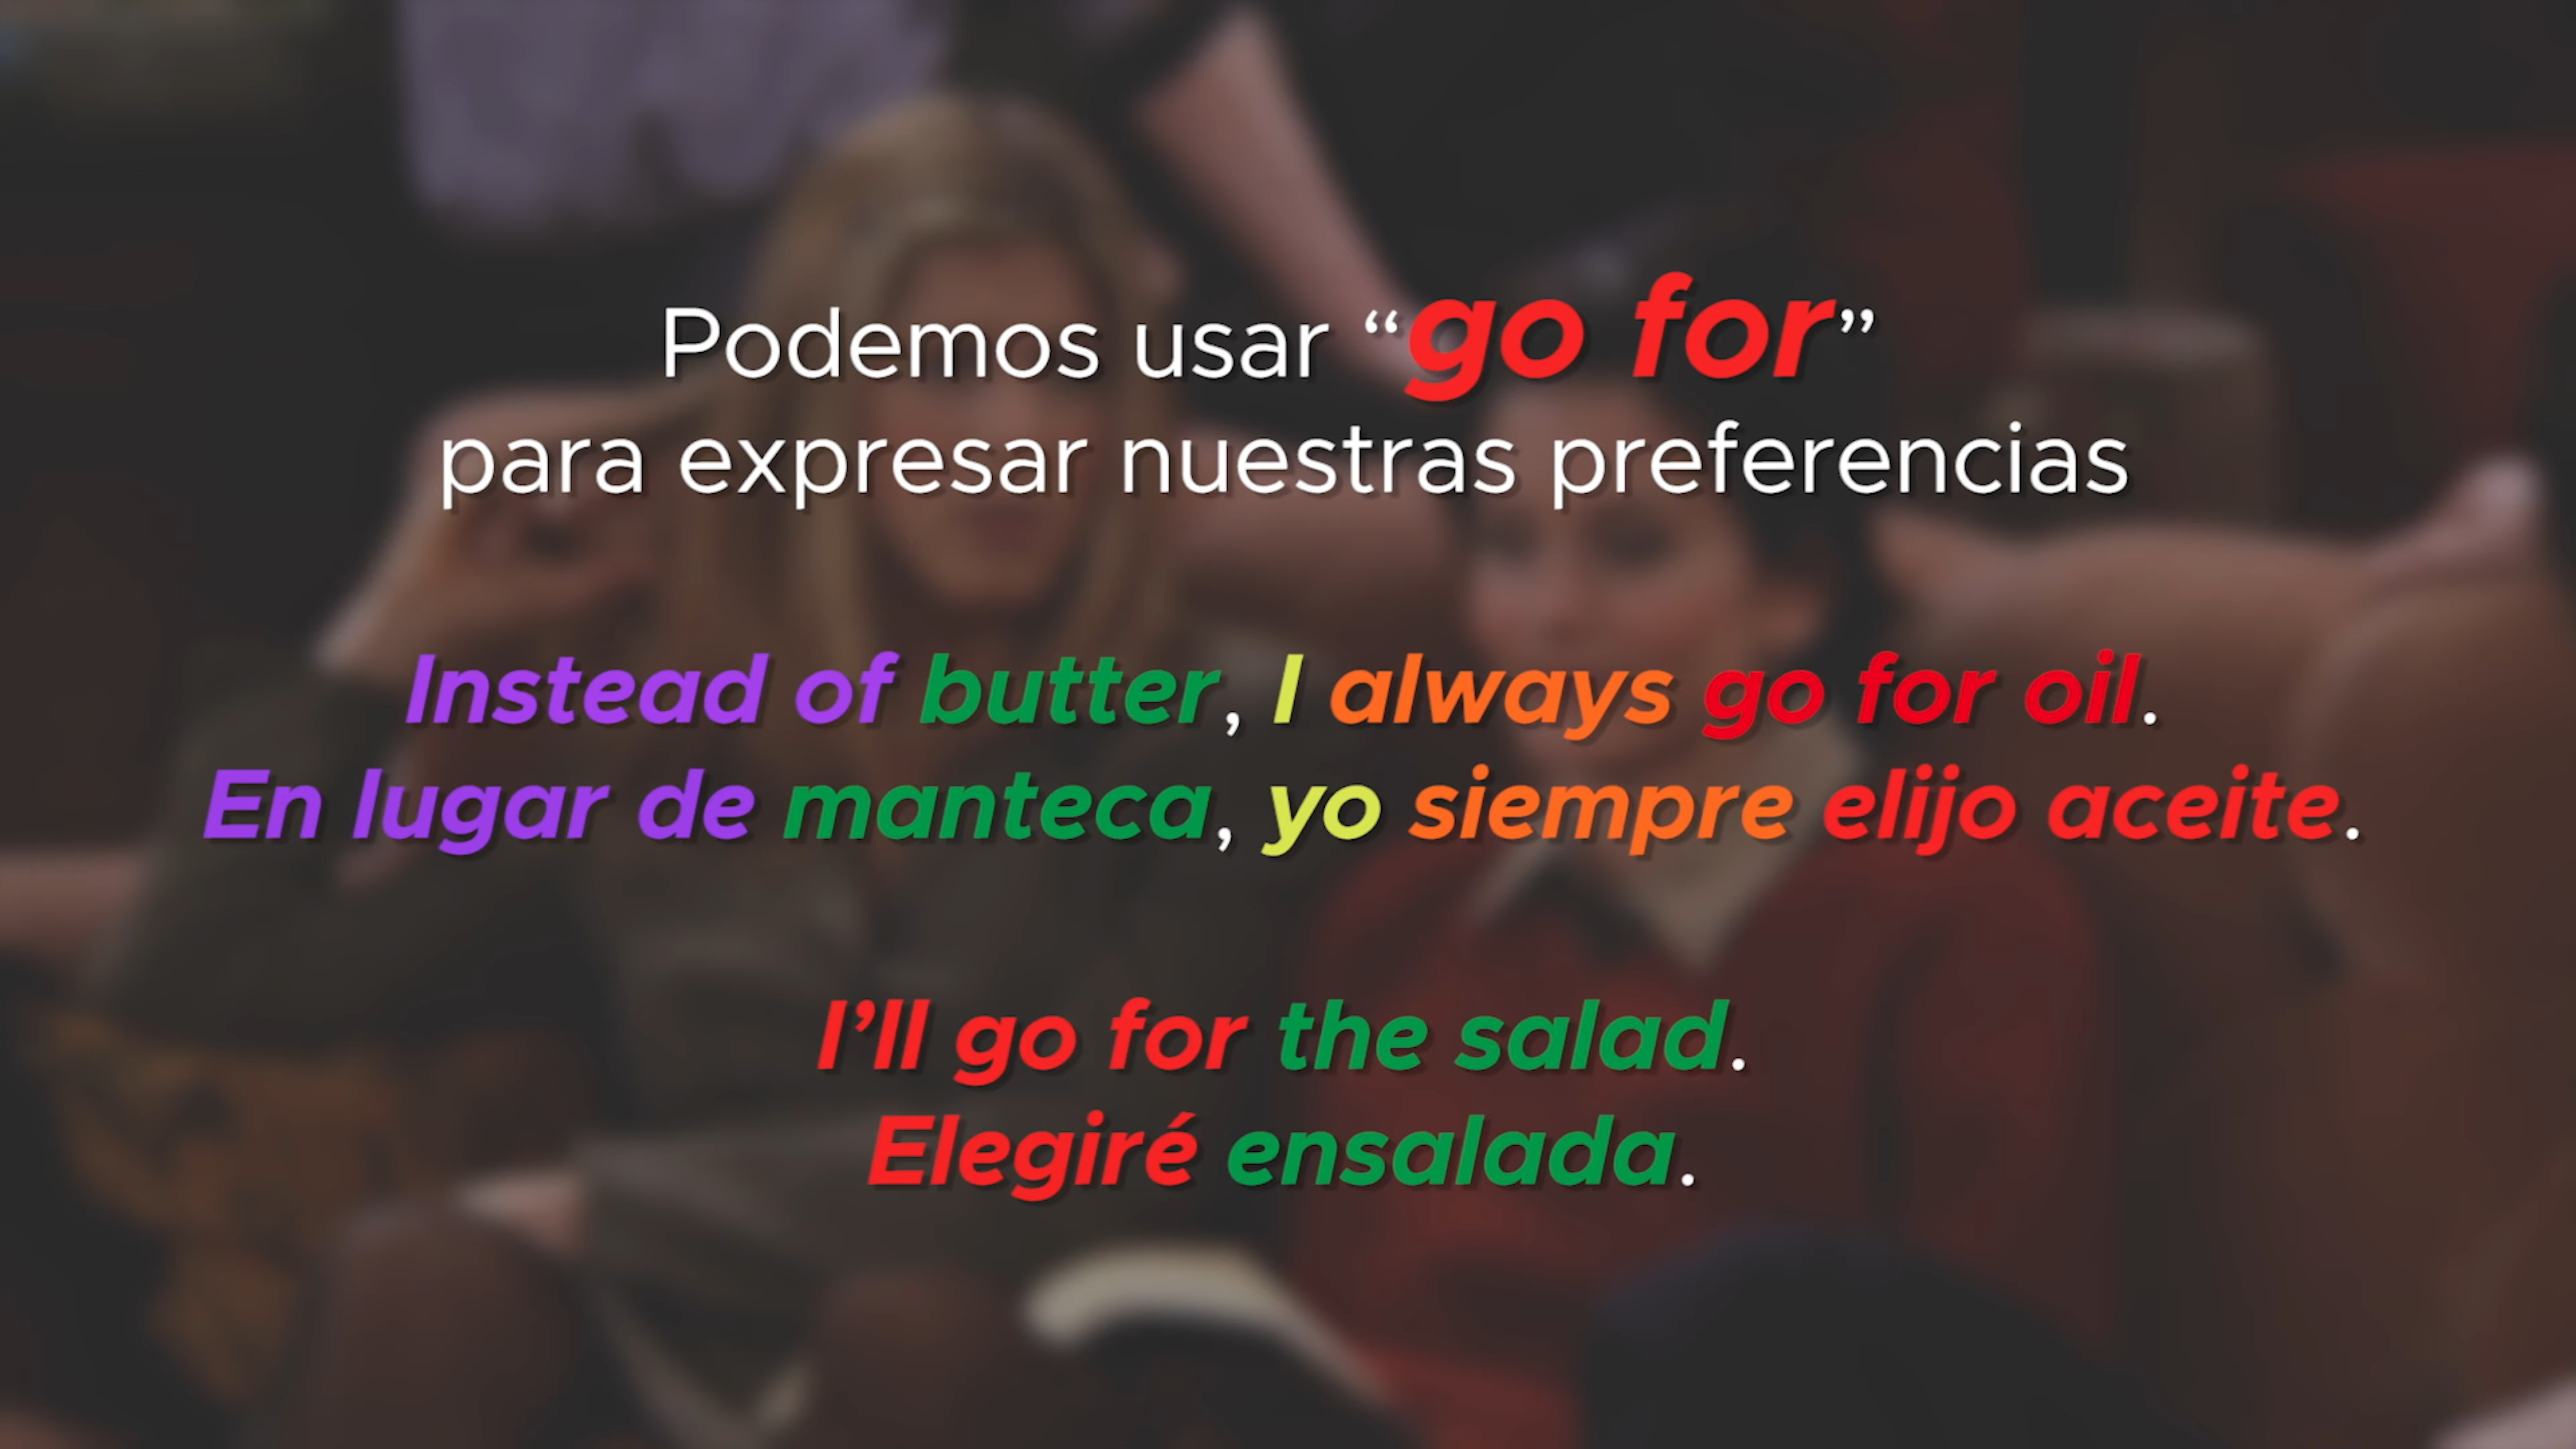 Podemos usar “go for”
para expresar nuestras preferencias
Instead of butter, I always go for oil.
En lugar de manteca, yo siempre elijo aceite.
I’ll go for the salad.
Elegiré ensalada.